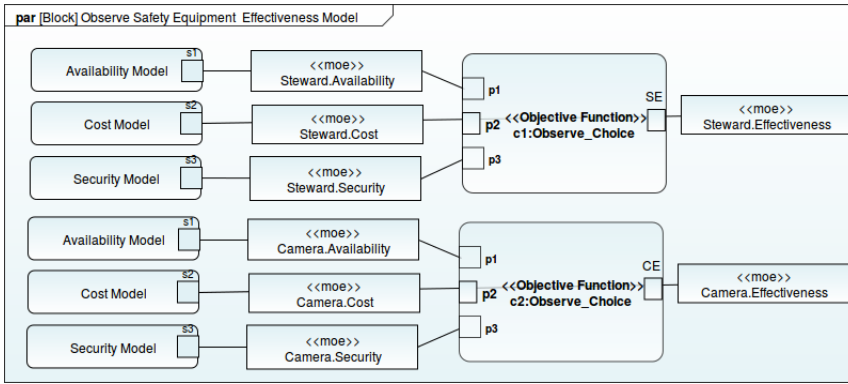 par [Block] Observe Safety Equipment Effectiveness Model
s1
Availability Model
<<moe>>
Steward.Availability
p1
s2
Cost Model
<<moe>>
Steward.Cost
p2
<<Objective Function>>
c1:Observe_Choice
SE
<<moe>>
Steward.Effectiveness
s3
Security Model
<<moe>>
Steward.Security
p3
s1
Availability Model
<<moe>>
Camera.Availability
p1
s2
Cost Model
<<moe>>
Camera.Cost
p2
<<Objective Function>>
c2:Observe_Choice
CE
<<moe>>
Camera.Effectiveness
s3
Security Model
<<moe>>
Camera.Security
p3